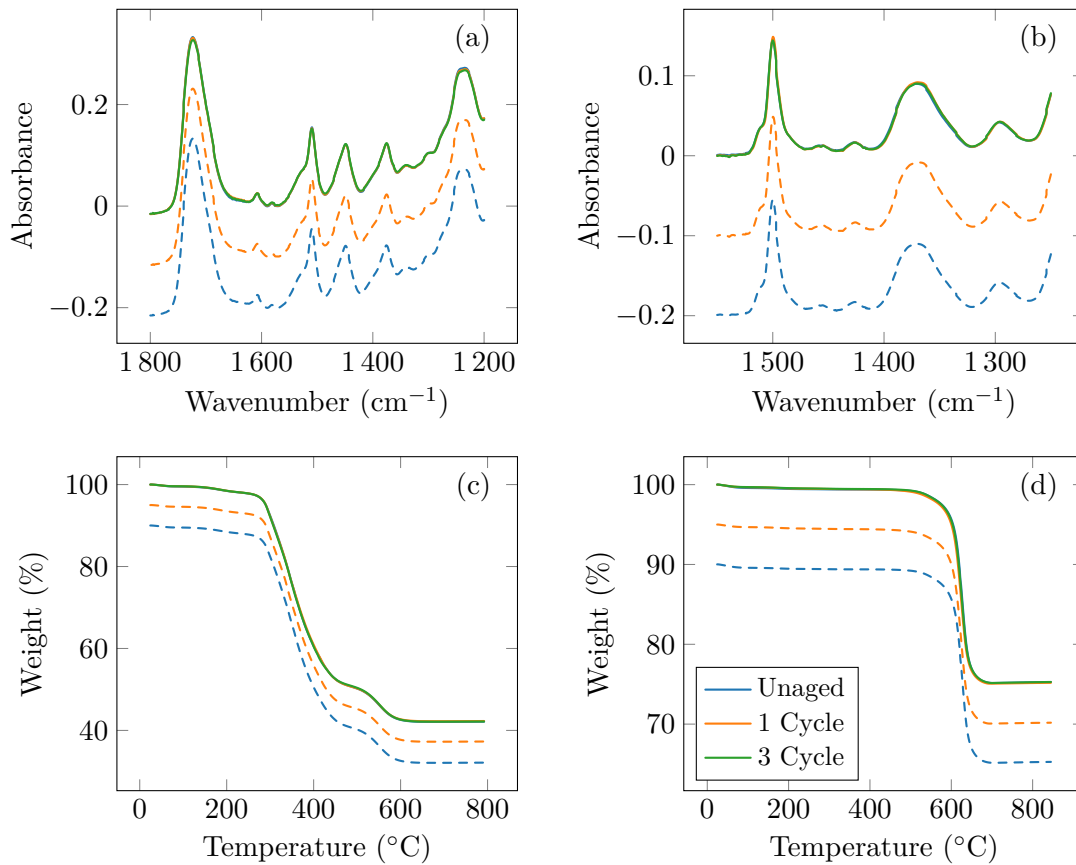 (a)
Absorbance
0.2
0
−0.2
1 800
1 600
1 400
1 200
Wavenumber (cm⁻¹)
(b)
Absorbance
0.1
0
−0.1
−0.2
1 500
1 400
1 300
Wavenumber (cm⁻¹)
(c)
Weight (%)
100
80
60
40
0
200
400
600
800
Temperature (°C)
(d)
Weight (%)
100
90
80
70
0
200
400
600
800
Temperature (°C)
Unaged
1 Cycle
3 Cycle